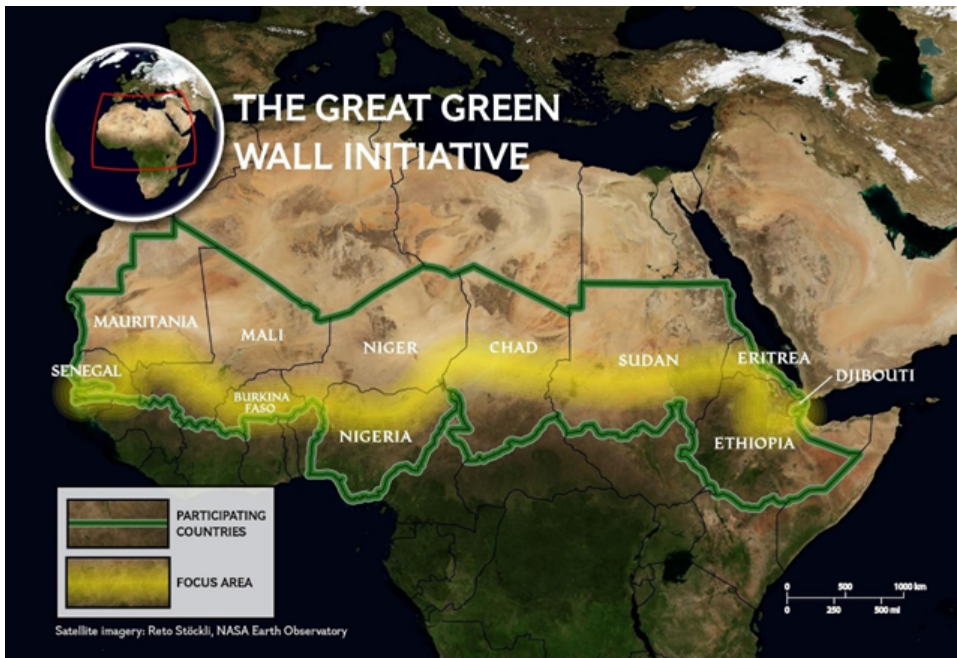 THE GREAT GREEN
WALL INITIATIVE
MAURITANIA
MALI
NIGER
CHAD
SUDAN
ERITREA
SENEGAL
DJIBOUTI
BURKINA
FASO
NIGERIA
ETHIOPIA
PARTICIPATING
COUNTRIES
FOCUS AREA
0 500 1000 km
0 250 500 mi
Satellite imagery: Reto Stöckli, NASA Earth Observatory